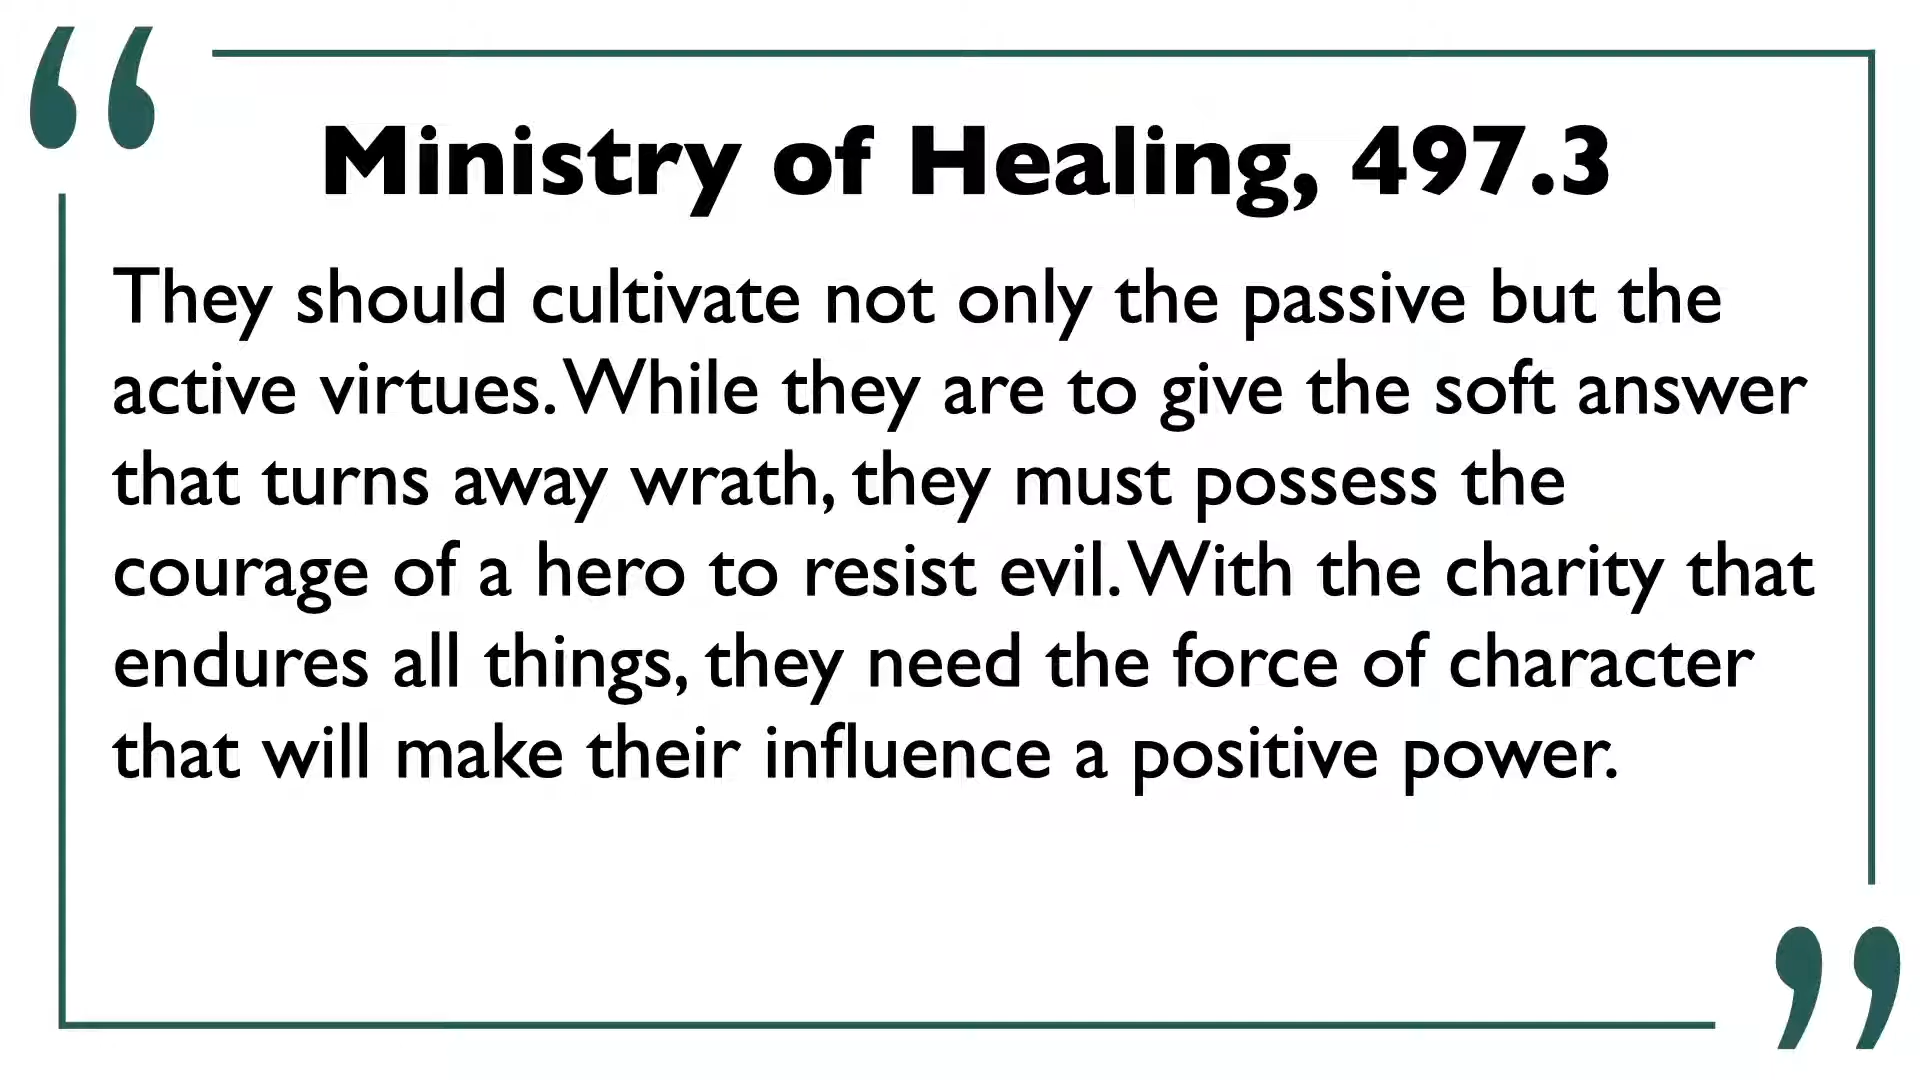 “
Ministry of Healing, 497.3
They should cultivate not only the passive but the
active virtues. While they are to give the soft answer
that turns away wrath, they must possess the
courage of a hero to resist evil. With the charity that
endures all things, they need the force of character
that will make their influence a positive power.
”